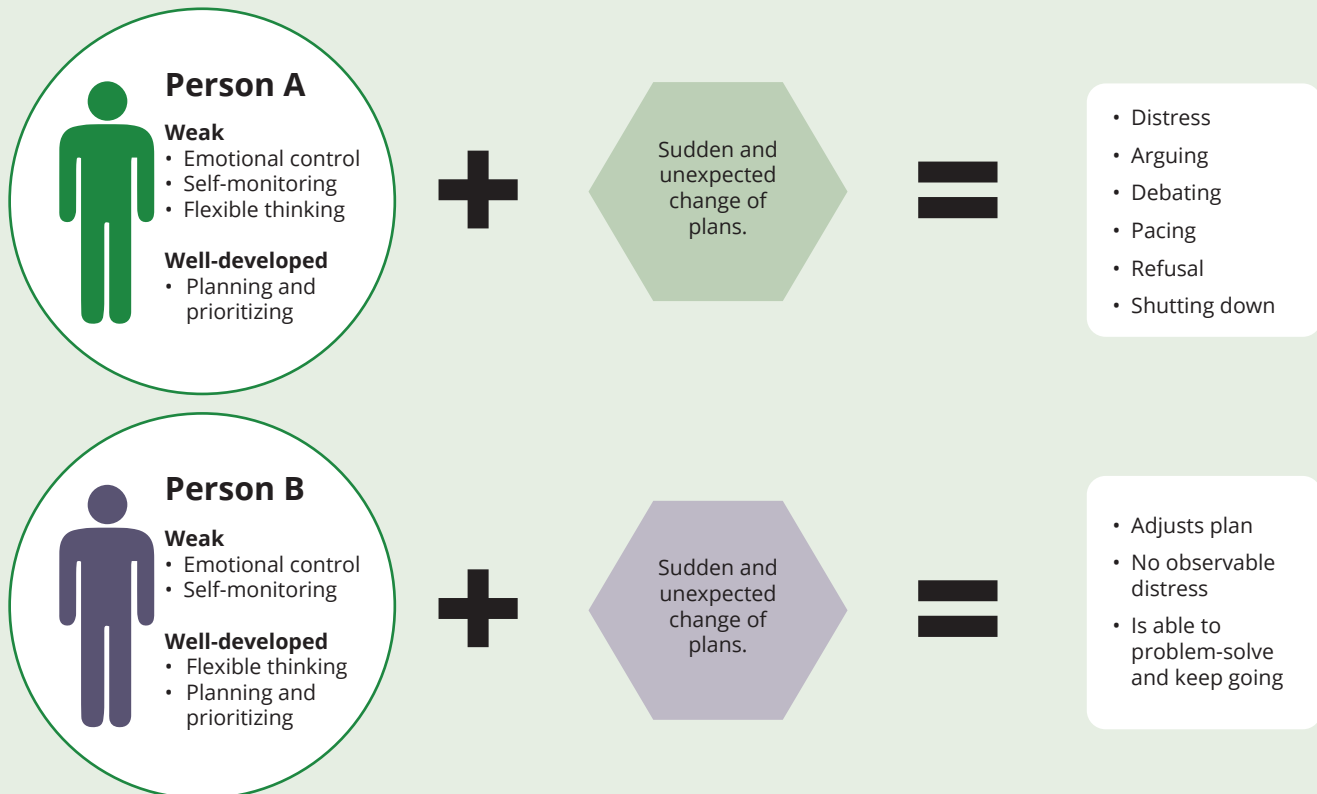 Person A
Weak
• Emotional control
• Self-monitoring
• Flexible thinking
Well-developed
• Planning and
prioritizing
Sudden and
unexpected
change of
plans.
• Distress
• Arguing
• Debating
• Pacing
• Refusal
• Shutting down
Person B
Weak
• Emotional control
• Self-monitoring
Well-developed
• Flexible thinking
• Planning and
prioritizing
Sudden and
unexpected
change of
plans.
• Adjusts plan
• No observable
distress
• Is able to
problem-solve
and keep going